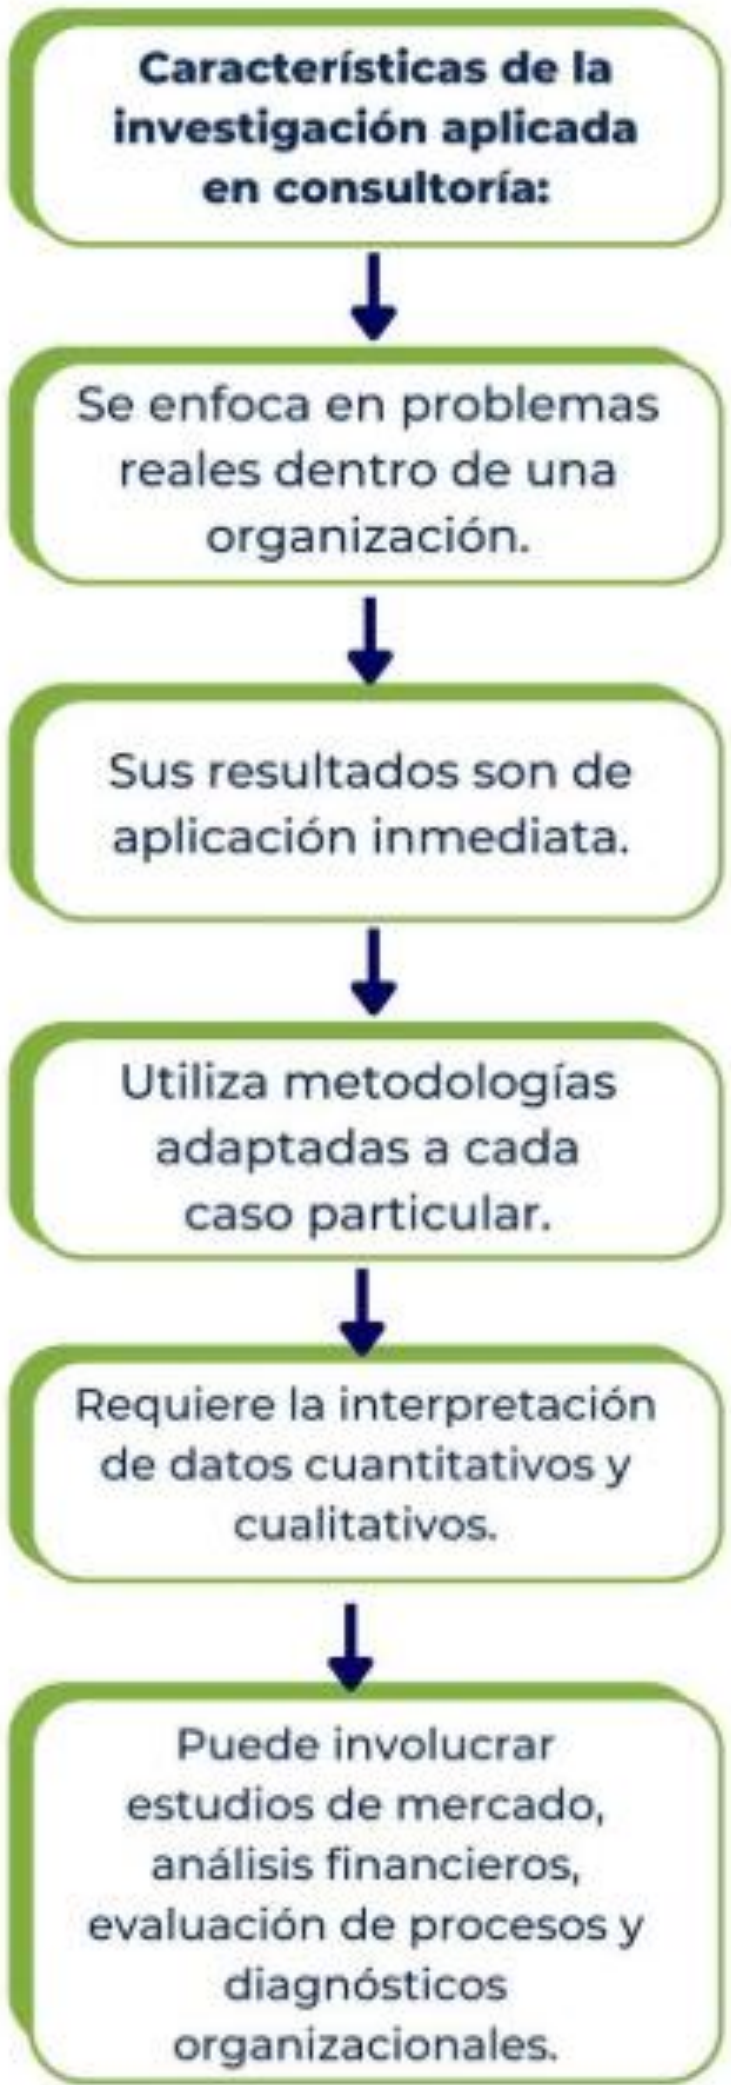 Características de la
investigación aplicada
en consultoría:
Se enfoca en problemas
reales dentro de una
organización.
Sus resultados son de
aplicación inmediata.
Utiliza metodologías
adaptadas a cada
caso particular.
Requiere la interpretación
de datos cuantitativos y
cualitativos.
Puede involucrar
estudios de mercado,
análisis financieros,
evaluación de procesos y
diagnósticos
organizacionales.